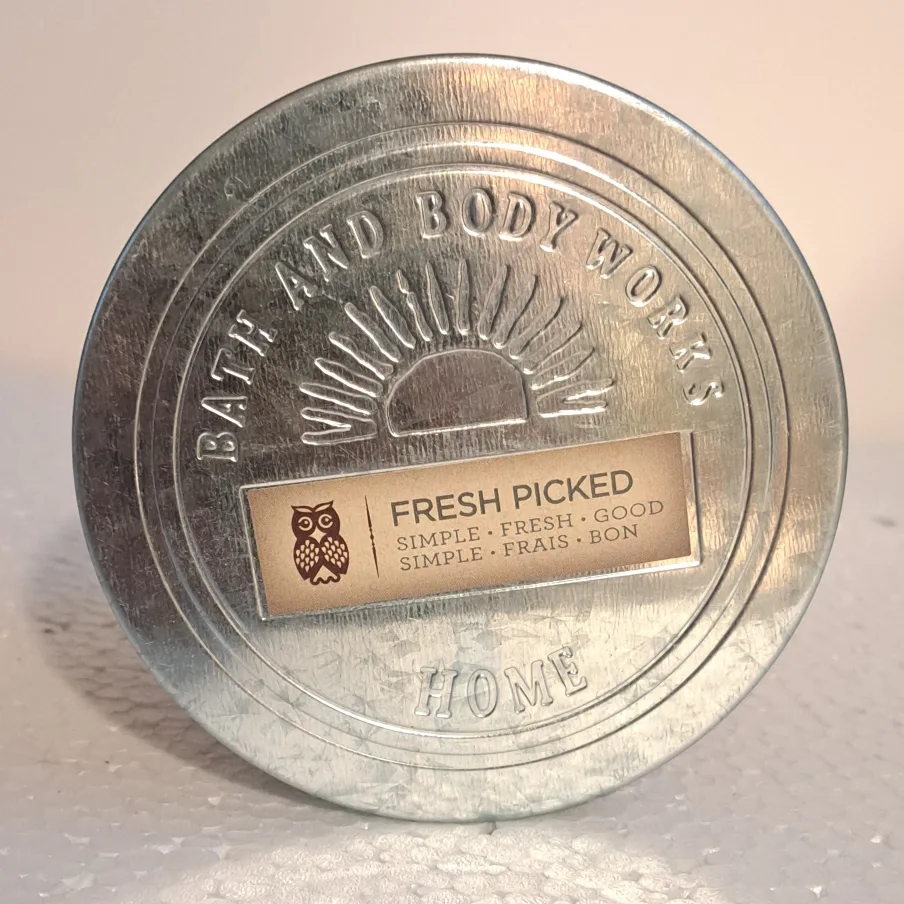 BATH AND BODY WORKS
FRESH PICKED
SIMPLE · FRESH · GOOD
SIMPLE · FRAIS · BON
HOME